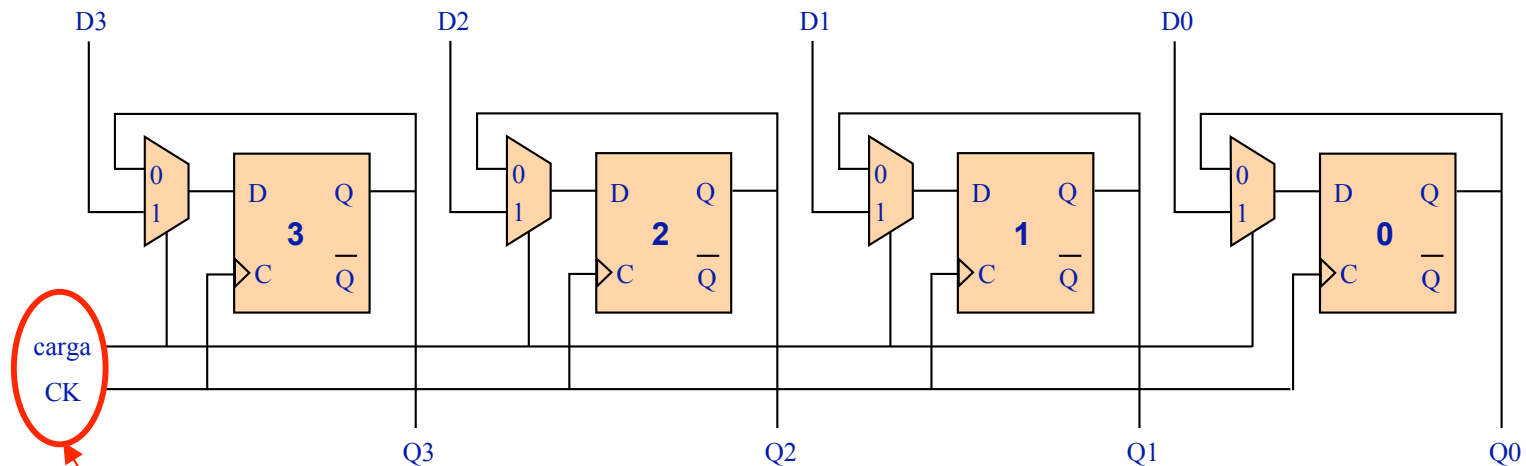 D3 D2 D1 D0
0 0 0 0
D Q D Q D Q D Q
1 1 1 1
3 2 1 0
C Q C Q C Q C Q
carga
CK
Q3 Q2 Q1 Q0